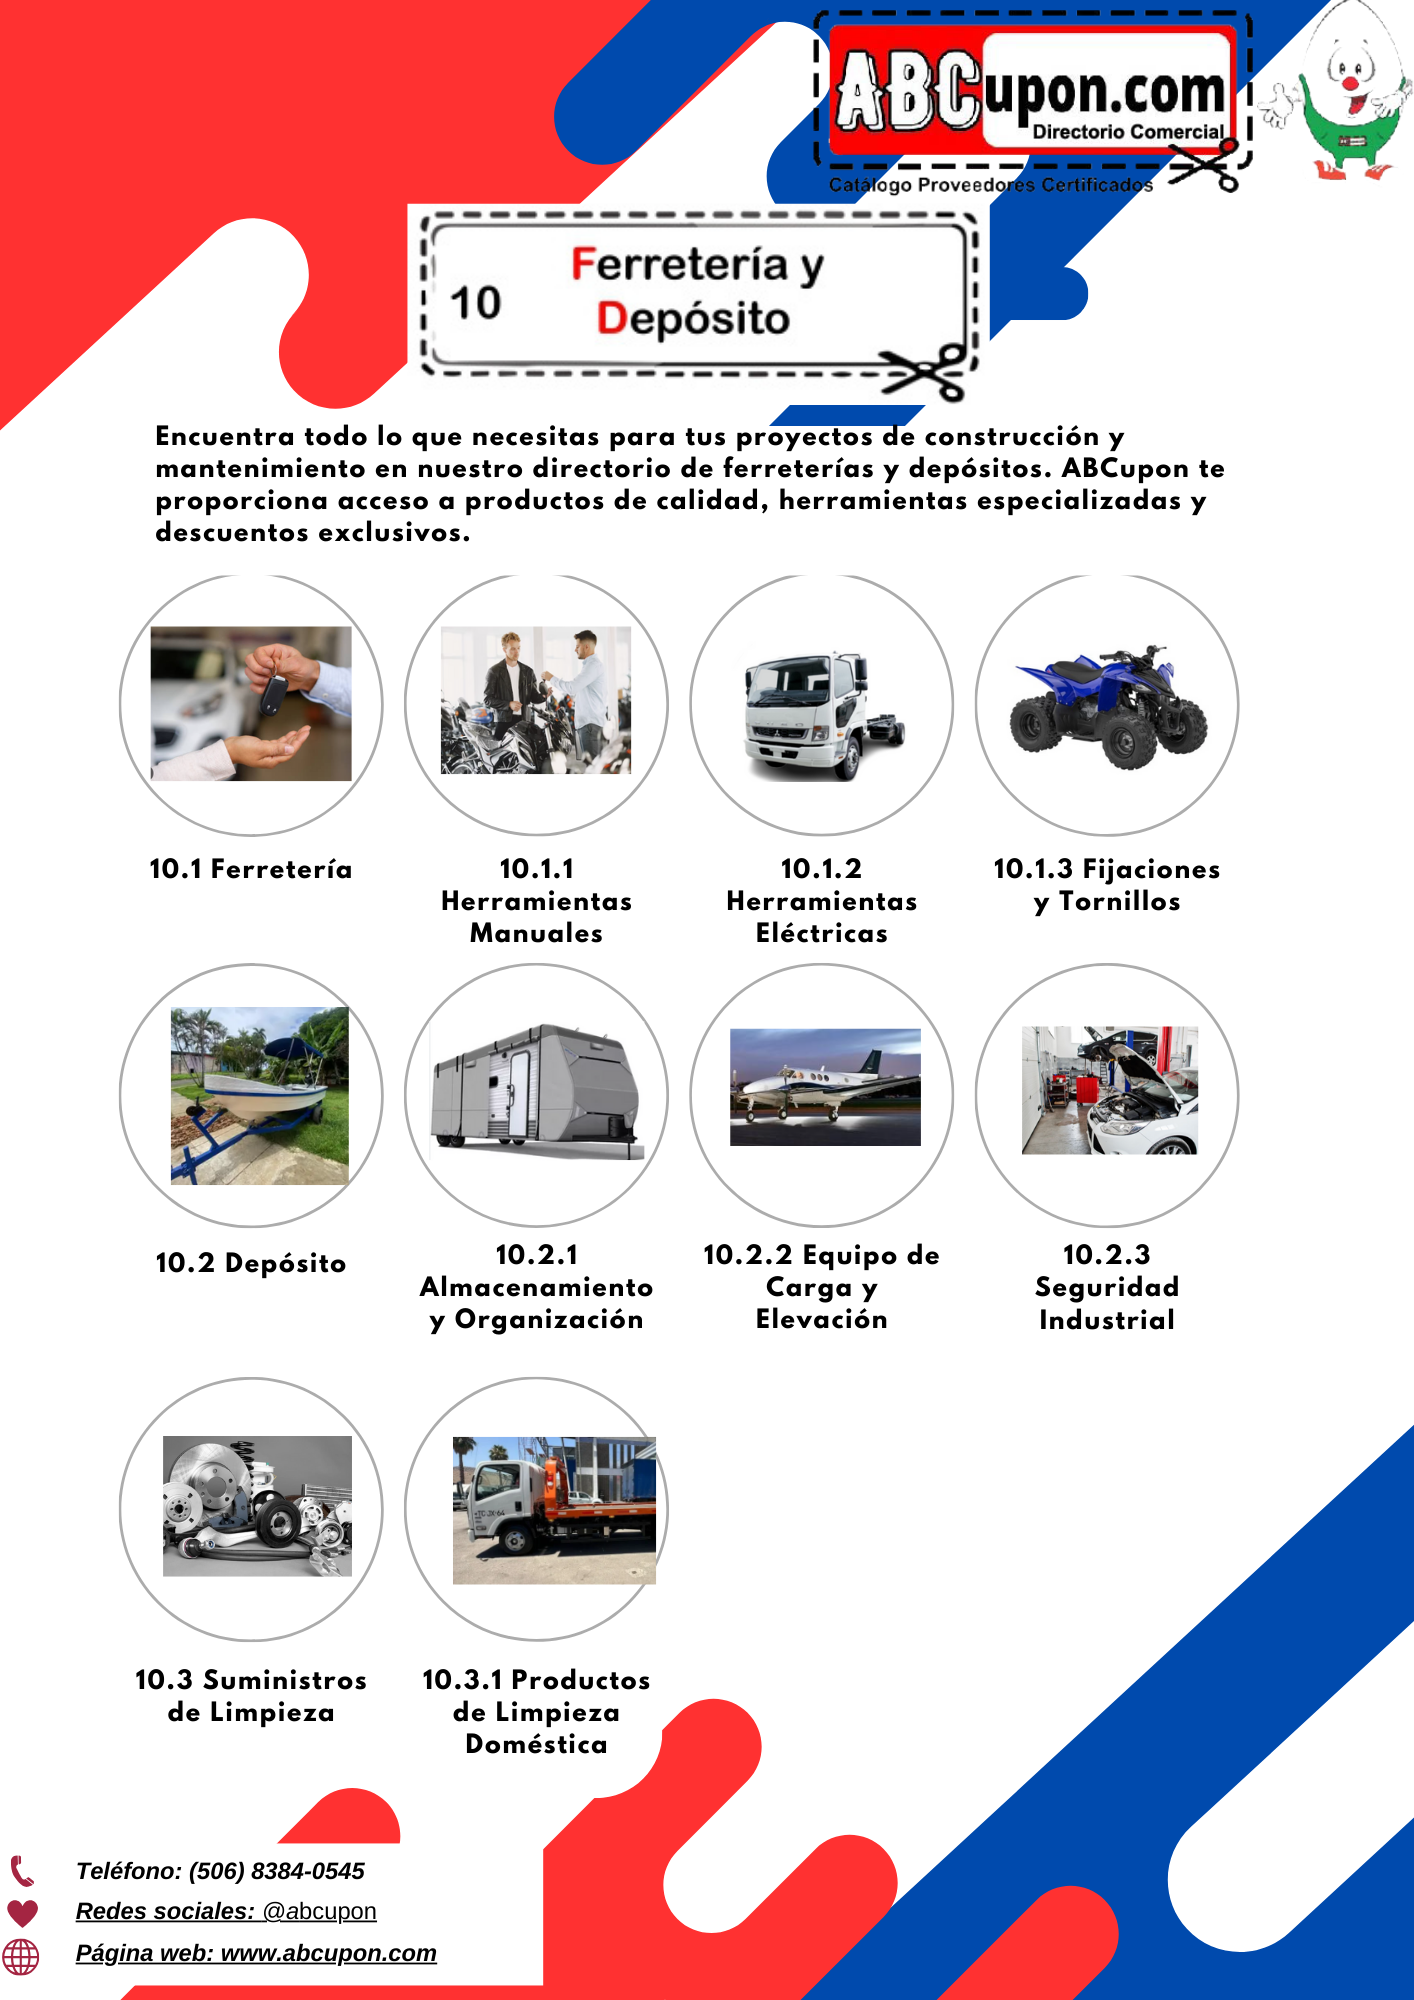 ABCupon.com
Directorio Comercial
Catálogo Proveedores Certificados
10
Ferretería y
Depósito
Encuentra todo lo que necesitas para tus proyectos de construcción y
mantenimiento en nuestro directorio de ferreterías y depósitos. ABCupon te
proporciona acceso a productos de calidad, herramientas especializadas y
descuentos exclusivos.
10.1 Ferretería
10.1.1
Herramientas
Manuales
10.1.2
Herramientas
Eléctricas
10.1.3 Fijaciones
y Tornillos
10.2 Depósito
10.2.1
Almacenamiento
y Organización
10.2.2 Equipo de
Carga y
Elevación
10.2.3
Seguridad
Industrial
10.3 Suministros
de Limpieza
10.3.1 Productos
de Limpieza
Doméstica
Teléfono: (506) 8384-0545
Redes sociales: @abcupon
Página web: www.abcupon.com